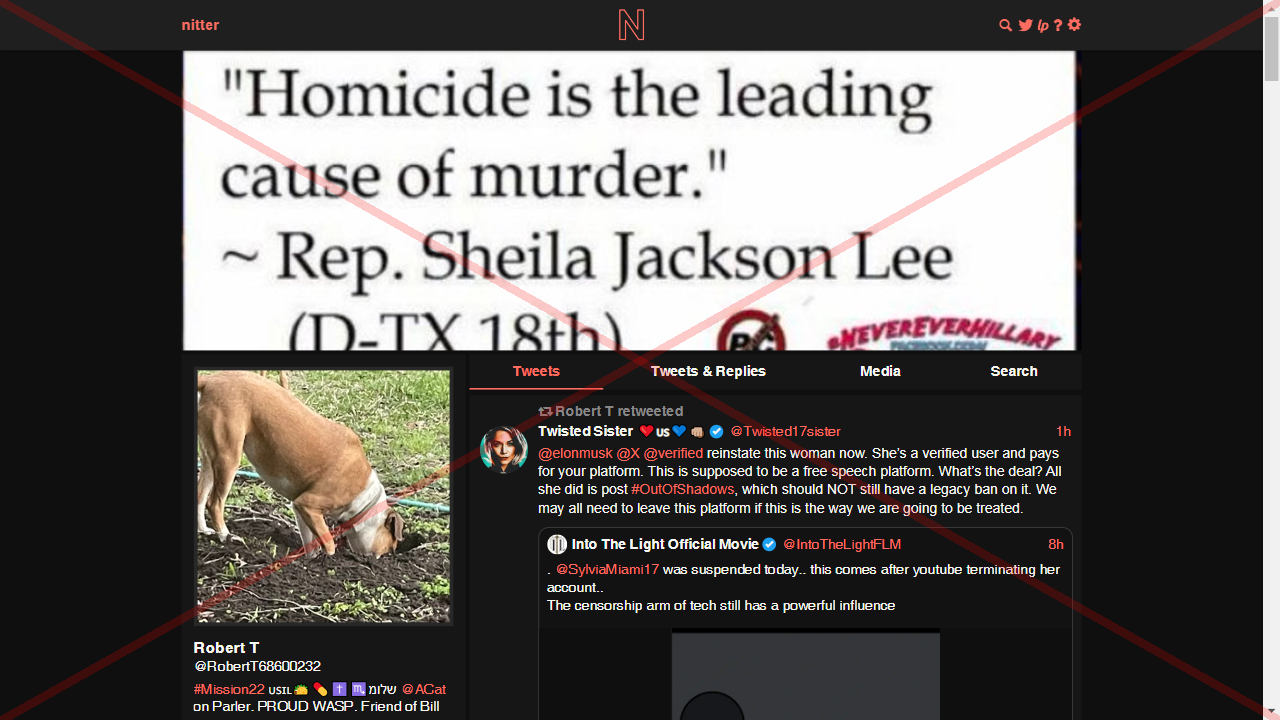 nitter
N
lp ?
"Homicide is the leading
cause of murder."
~ Rep. Sheila Jackson Lee
(D-TX 18th)
#NEVEREVERHILLARY
Tweets Tweets & Replies Media Search
Robert T retweeted
Twisted Sister ❤️ us 💙 👊🏼 @Twisted17sister 1h
@elonmusk @X @verified reinstate this woman now. She's a verified user and pays
for your platform. This is supposed to be a free speech platform. What's the deal? All
she did is post #OutOfShadows, which should NOT still have a legacy ban on it. We
may all need to leave this platform if this is the way we are going to be treated.
Into The Light Official Movie @IntoTheLightFLM 8h
. @SylviaMiami17 was suspended today.. this comes after youtube terminating her
account..
The censorship arm of tech still has a powerful influence
Robert T
@RobertT68600232
#Mission22 USIL🌮 💊 ✝️ ♏ שלומ @ACat
on Parler. PROUD WASP. Friend of Bill